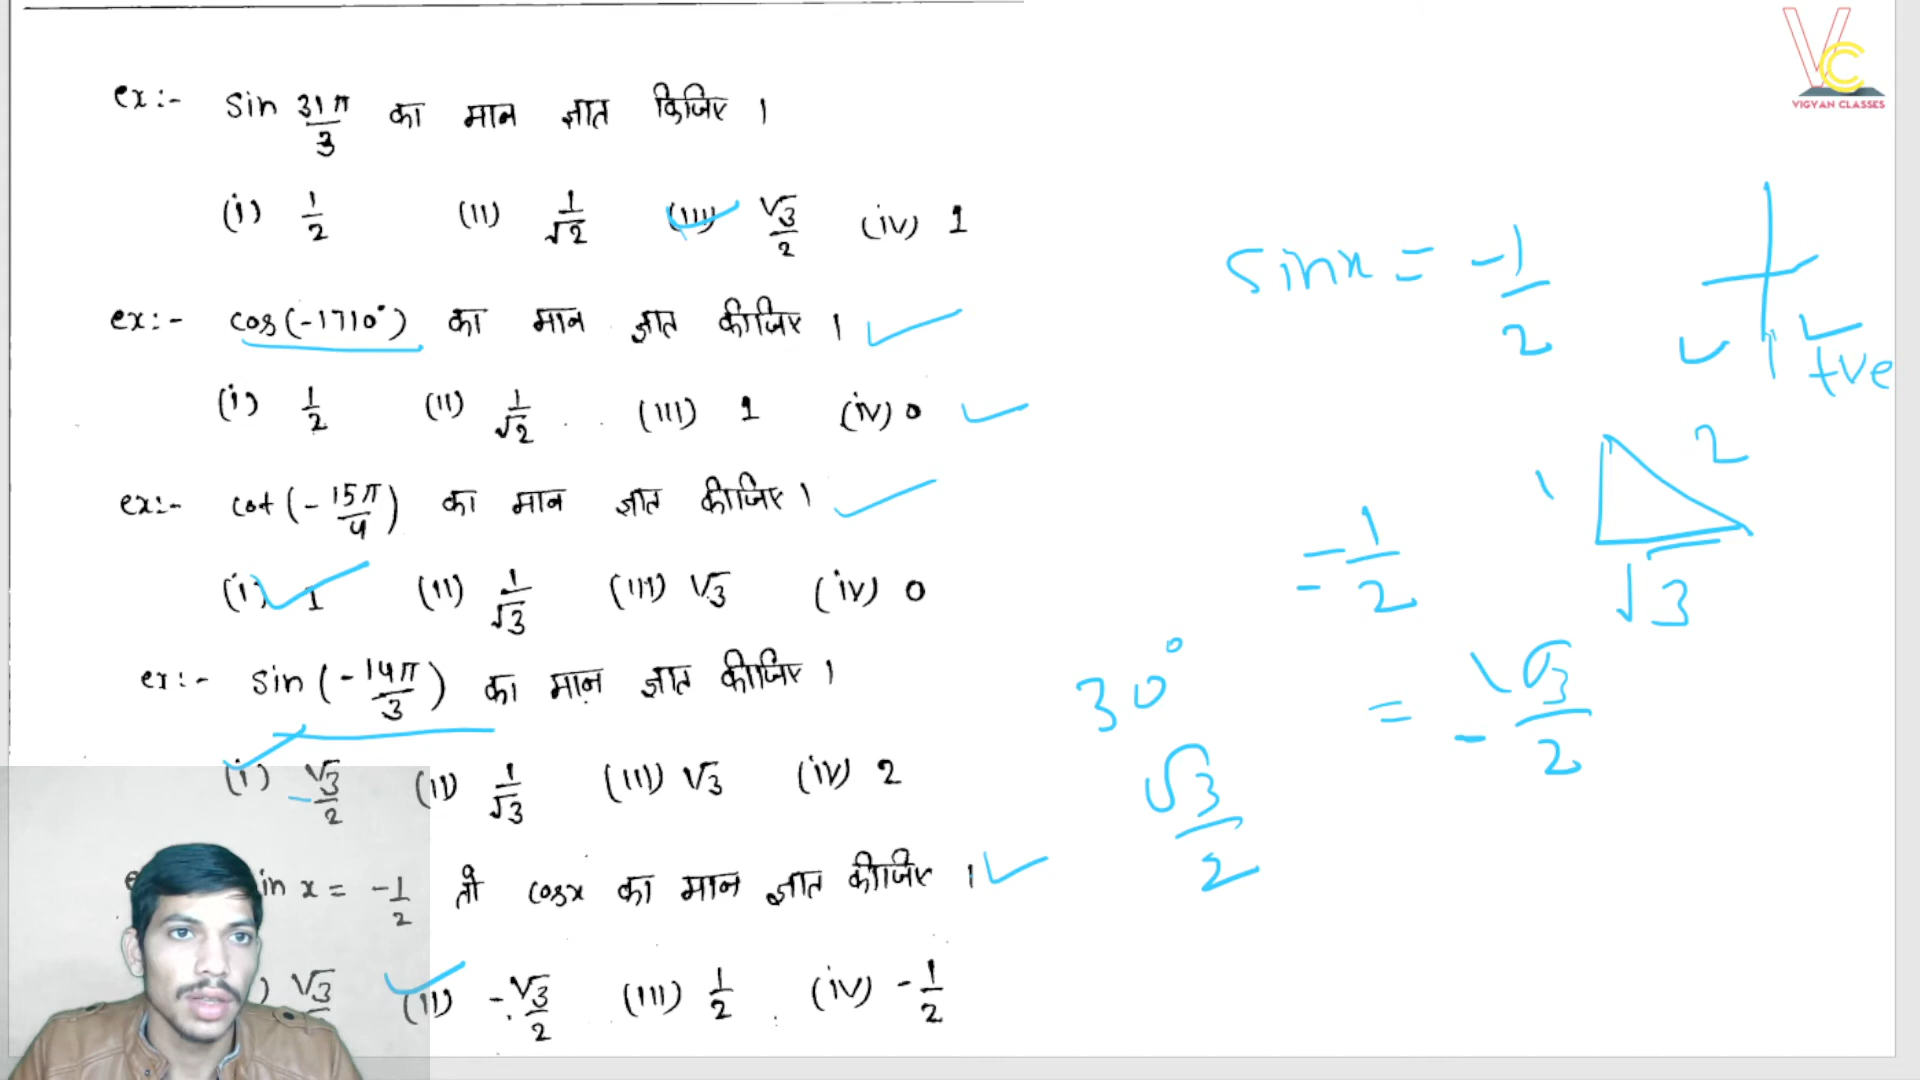 VIGYAN CLASSES
ex:- sin 31π/3 का मान ज्ञात किजिए ।
(i) 1/2 (ii) 1/√2 (iii) √3/2 (iv) 1
ex:- cos(-1710°) का मान ज्ञात कीजिए ।
(i) 1/2 (ii) 1/√2 (iii) 1 (iv) 0
ex:- cot(-15π/4) का मान ज्ञात कीजिए ।
(i) 1 (ii) 1/√3 (iii) √3 (iv) 0
ex:- sin(-14π/3) का मान ज्ञात कीजिए ।
(i) -√3/2 (ii) 1/√3 (iii) √3 (iv) 2
in x = -1/2 तो cosx का मान ज्ञात कीजिए ।
) √3 (ii) -√3/2 (iii) 1/2 (iv) -1/2
sinx = -1/2
+ve
1 2
√3
-1/2
30°
= -√3/2
√3/2